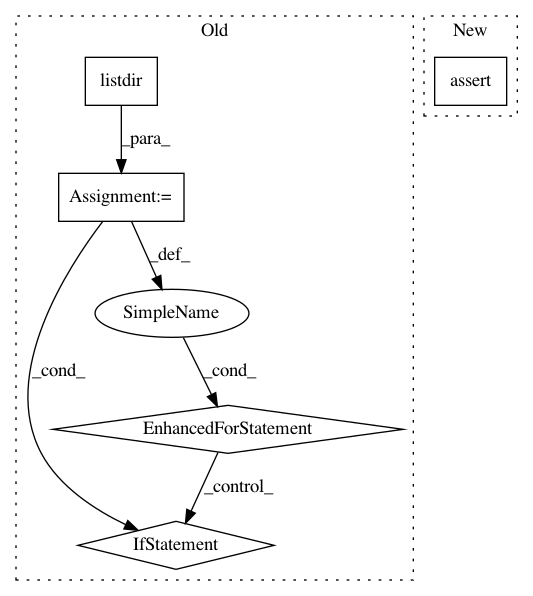 Old
New
listdir
assert
_para_
Assignment:=
_def_
SimpleName
_cond_
_cond_
EnhancedForStatement
_control_
IfStatement